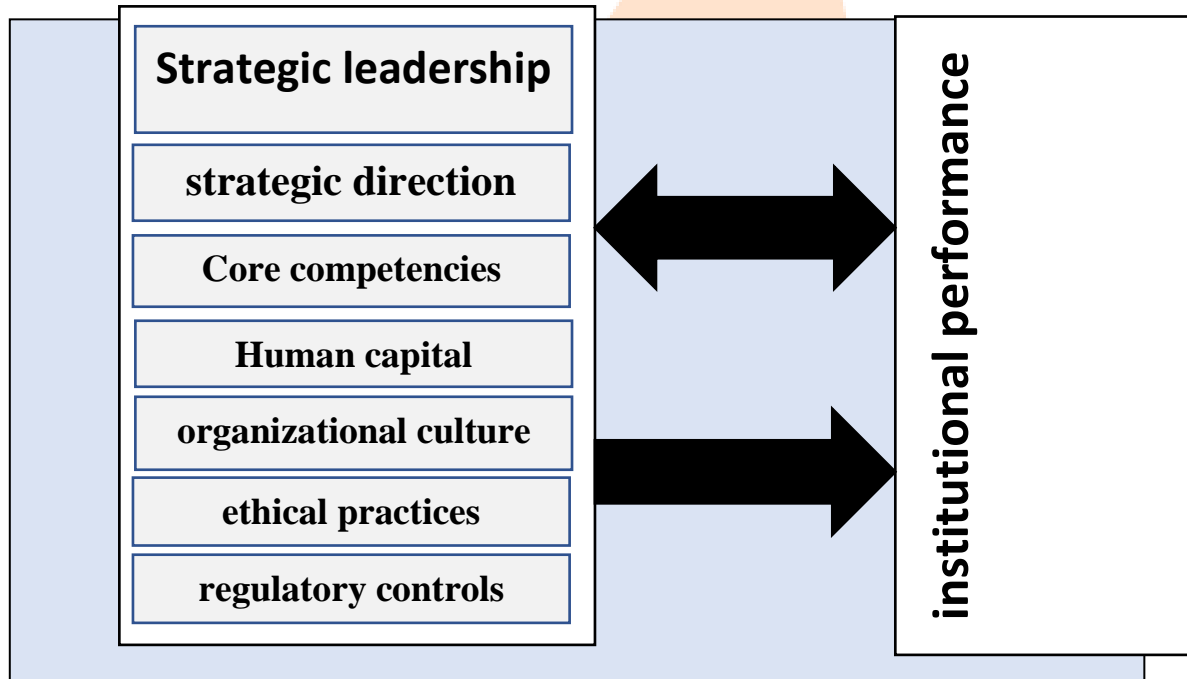 Strategic leadership
strategic direction
Core competencies
Human capital
organizational culture
ethical practices
regulatory controls
institutional performance